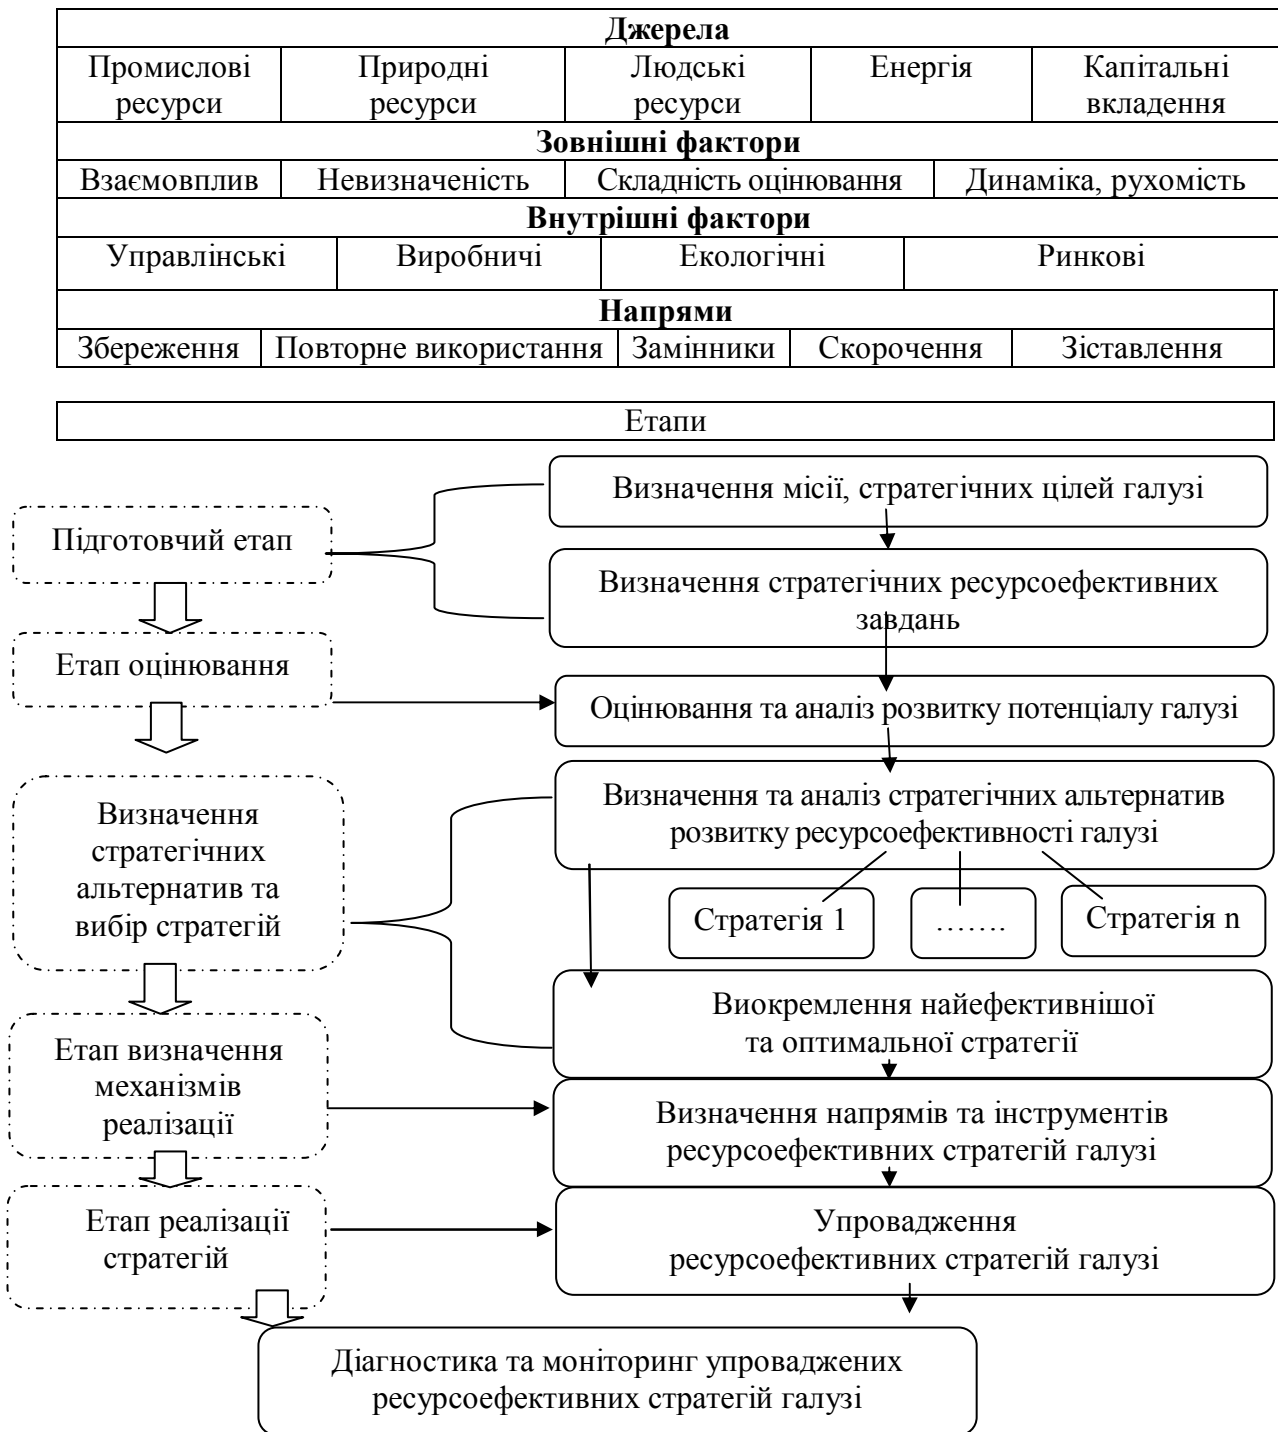 Джерела
Промислові ресурси
Природні ресурси
Людські ресурси
Енергія
Капітальні вкладення
Зовнішні фактори
Взаємовплив
Невизначеність
Складність оцінювання
Динаміка, рухомість
Внутрішні фактори
Управлінські
Виробничі
Екологічні
Ринкові
Напрями
Збереження
Повторне використання
Замінники
Скорочення
Зіставлення
Етапи
Підготовчий етап
Визначення місії, стратегічних цілей галузі
Визначення стратегічних ресурсоефективних
завдань
Етап оцінювання
Оцінювання та аналіз розвитку потенціалу галузі
Визначення
стратегічних
альтернатив та
вибір стратегій
Визначення та аналіз стратегічних альтернатив
розвитку ресурсоефективності галузі
Стратегія 1
…….
Стратегія n
Виокремлення найефективнішої
та оптимальної стратегії
Етап визначення
механізмів
реалізації
Визначення напрямів та інструментів
ресурсоефективних стратегій галузі
Етап реалізації
стратегій
Упровадження
ресурсоефективних стратегій галузі
Діагностика та моніторинг упроваджених
ресурсоефективних стратегій галузі